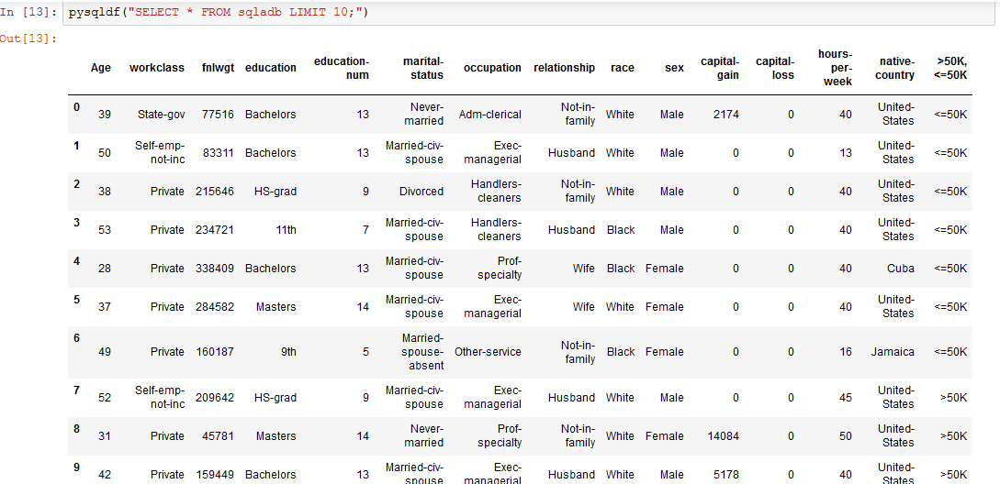 In [13]: pysqldf("SELECT * FROM sqladb LIMIT 10;")
Out[13]:
Age workclass fnlwgt education education-num marital-status occupation relationship race sex capital-gain capital-loss hours-per-week native-country >50K, <=50K
0 39 State-gov 77516 Bachelors 13 Never-married Adm-clerical Not-in-family White Male 2174 0 40 United-States <=50K
1 50 Self-emp-not-inc 83311 Bachelors 13 Married-civ-spouse Exec-managerial Husband White Male 0 0 13 United-States <=50K
2 38 Private 215646 HS-grad 9 Divorced Handlers-cleaners Not-in-family White Male 0 0 40 United-States <=50K
3 53 Private 234721 11th 7 Married-civ-spouse Handlers-cleaners Husband Black Male 0 0 40 United-States <=50K
4 28 Private 338409 Bachelors 13 Married-civ-spouse Prof-specialty Wife Black Female 0 0 40 Cuba <=50K
5 37 Private 284582 Masters 14 Married-civ-spouse Exec-managerial Wife White Female 0 0 40 United-States <=50K
6 49 Private 160187 9th 5 Married-spouse-absent Other-service Not-in-family Black Female 0 0 16 Jamaica <=50K
7 52 Self-emp-not-inc 209642 HS-grad 9 Married-civ-spouse Exec-managerial Husband White Male 0 0 45 United-States >50K
8 31 Private 45781 Masters 14 Never-married Prof-specialty Not-in-family White Female 14084 0 50 United-States >50K
9 42 Private 159449 Bachelors 13 Married-civ-spouse Exec-managerial Husband White Male 5178 0 40 United-States >50K